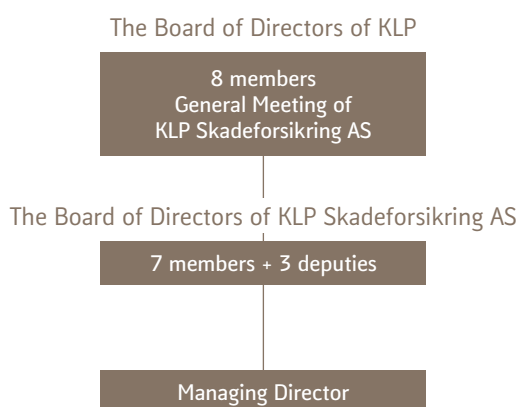 The Board of Directors of KLP
8 members
General Meeting of
KLP Skadeforsikring AS
The Board of Directors of KLP Skadeforsikring AS
7 members + 3 deputies
Managing Director